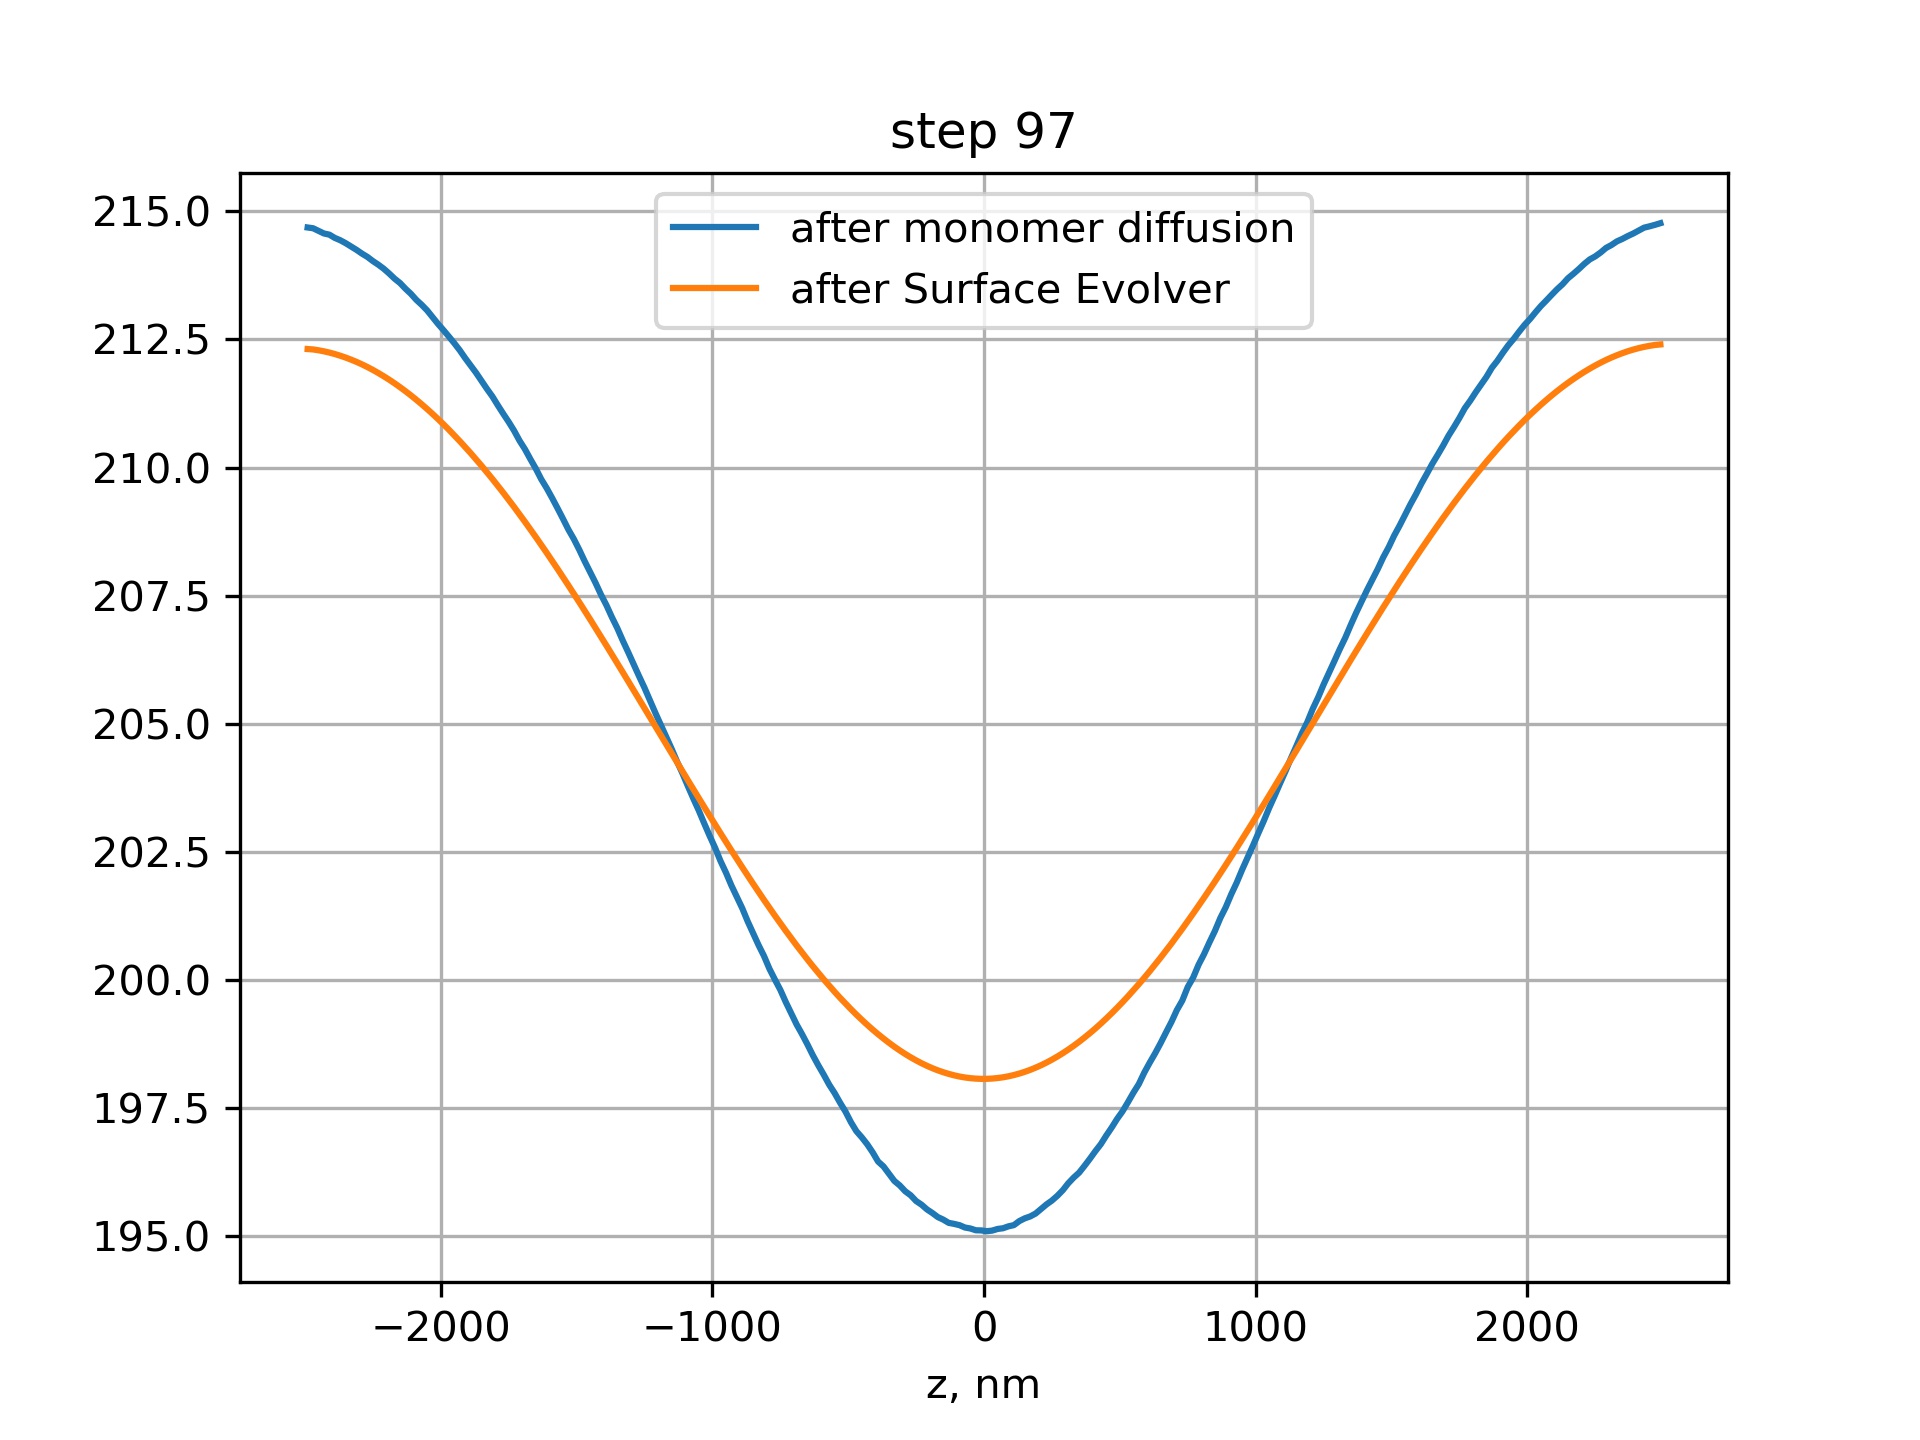 step 97
after monomer diffusion
after Surface Evolver
215.0
212.5
210.0
207.5
205.0
202.5
200.0
197.5
195.0
−2000 −1000 0 1000 2000
z, nm